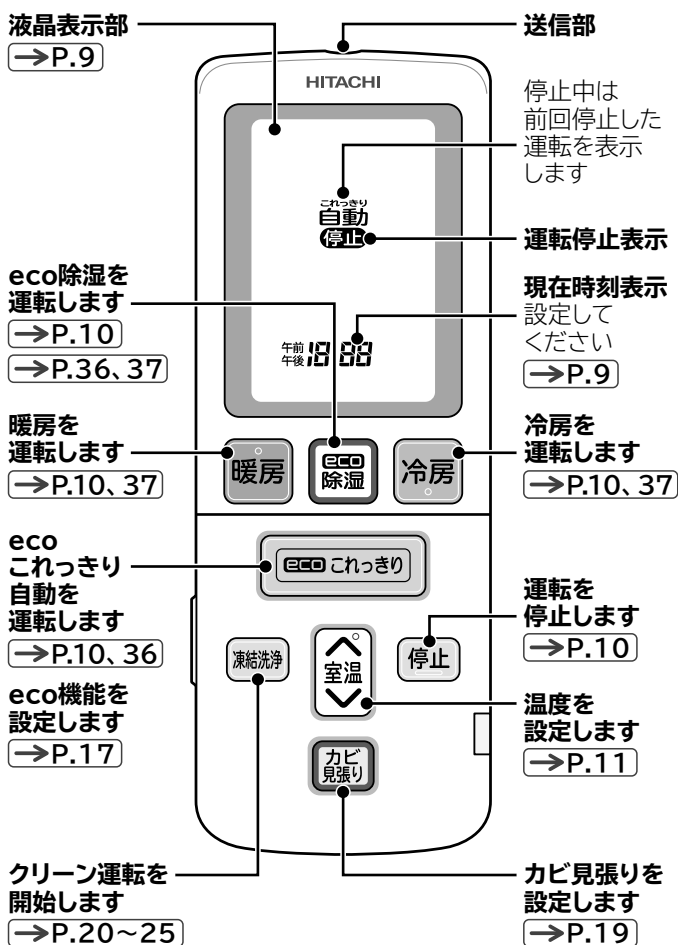 液晶表示部
→P.9
送信部
HITACHI
停止中は
前回停止した
運転を表示
します
これっきり
自動
停止
運転停止表示
eco除湿を
運転します
→P.10
→P.36、37
現在時刻表示
設定して
ください
→P.9
午前
午後
18 88
暖房を
運転します
→P.10、37
暖房
eco
除湿
冷房
冷房を
運転します
→P.10、37
eco
これっきり
自動を
運転します
→P.10、36
eco これっきり
運転を
停止します
→P.10
凍結洗浄
室温
停止
eco機能を
設定します
→P.17
温度を
設定します
→P.11
カビ
見張り
クリーン運転を
開始します
→P.20～25
カビ見張りを
設定します
→P.19